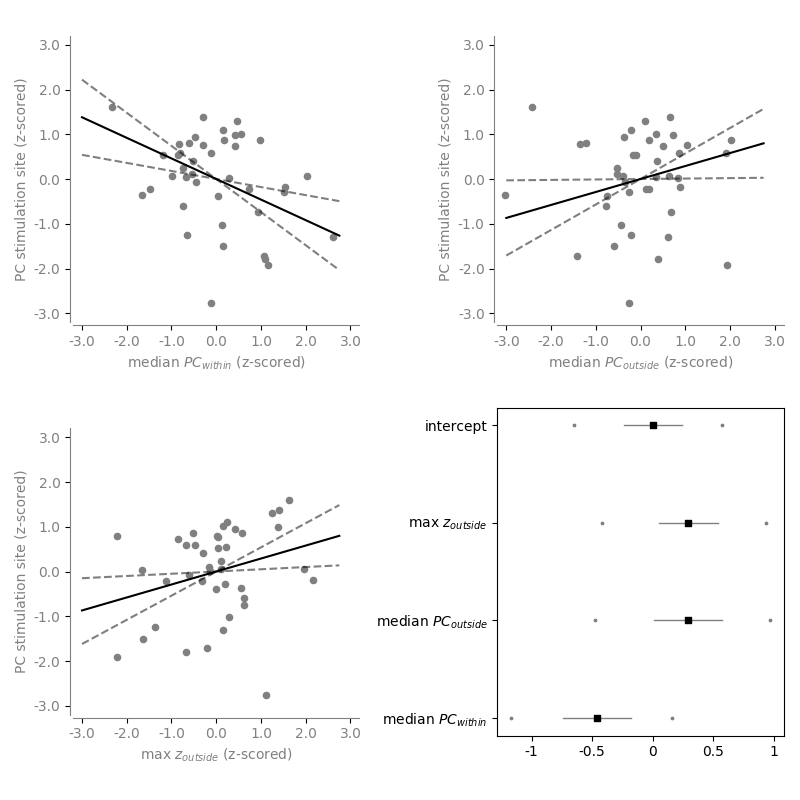 3.0
2.0
1.0
0.0
-1.0
-2.0
-3.0
PC stimulation site (z-scored)
-3.0 -2.0 -1.0 0.0 1.0 2.0 3.0
median PCwithin (z-scored)
3.0
2.0
1.0
0.0
-1.0
-2.0
-3.0
PC stimulation site (z-scored)
-3.0 -2.0 -1.0 0.0 1.0 2.0 3.0
median PCoutside (z-scored)
3.0
2.0
1.0
0.0
-1.0
-2.0
-3.0
PC stimulation site (z-scored)
-3.0 -2.0 -1.0 0.0 1.0 2.0 3.0
max zoutside (z-scored)
intercept
max zoutside
median PCoutside
median PCwithin
-1 -0.5 0 0.5 1